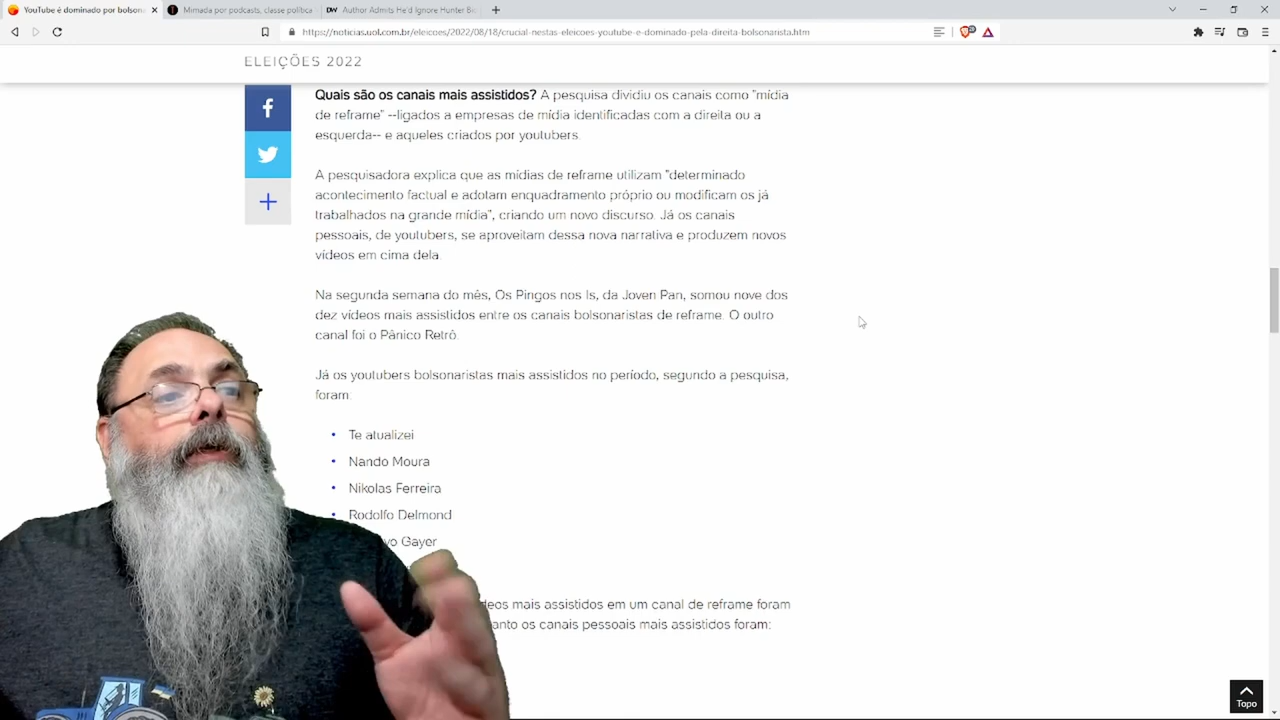 YouTube é dominado por bolson
Mimada por podcasts, classe política
DW Author Admits He'd Ignore Hunter Bi
https://noticias.uol.com.br/eleicoes/2022/08/18/crucial-nestas-eleicoes-youtube-e-dominado-pela-direita-bolsonarista.htm
ELEIÇÕES 2022
Quais são os canais mais assistidos? A pesquisa dividiu os canais como "mídia
de reframe" --ligados a empresas de mídia identificadas com a direita ou a
esquerda-- e aqueles criados por youtubers.
A pesquisadora explica que as mídias de reframe utilizam "determinado
acontecimento factual e adotam enquadramento próprio ou modificam os já
trabalhados na grande mídia", criando um novo discurso. Já os canais
pessoais, de youtubers, se aproveitam dessa nova narrativa e produzem novos
vídeos em cima dela.
Na segunda semana do mês, Os Pingos nos Is, da Joven Pan, somou nove dos
dez vídeos mais assistidos entre os canais bolsonaristas de reframe. O outro
canal foi o Pânico Retrô.
Já os youtubers bolsonaristas mais assistidos no período, segundo a pesquisa,
foram:
Te atualizei
Nando Moura
Nikolas Ferreira
Rodolfo Delmond
vo Gayer
deos mais assistidos em um canal de reframe foram
anto os canais pessoais mais assistidos foram:
Topo